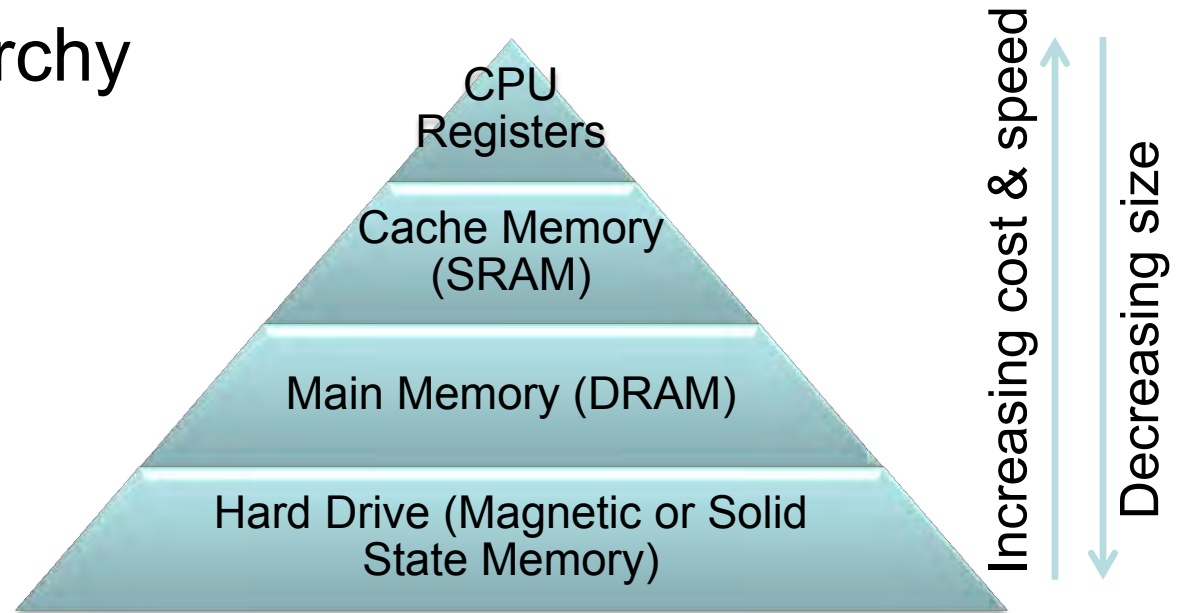 rchy
CPU
Registers
Cache Memory
(SRAM)
Main Memory (DRAM)
Hard Drive (Magnetic or Solid
State Memory)
Increasing cost & speed
Decreasing size